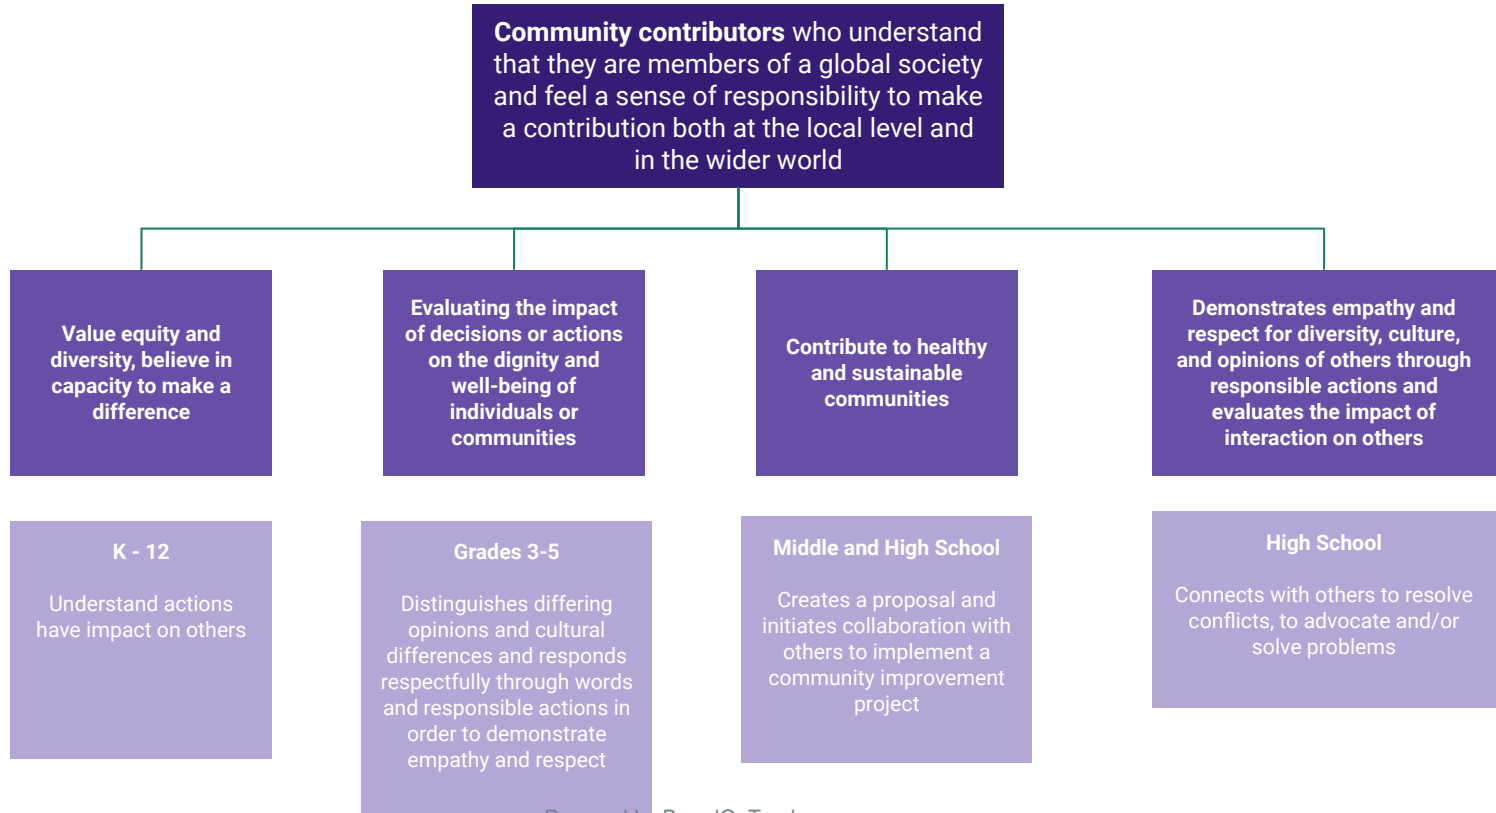 Community contributors who understand
that they are members of a global society
and feel a sense of responsibility to make
a contribution both at the local level and
in the wider world
Value equity and
diversity, believe in
capacity to make a
difference
Evaluating the impact
of decisions or actions
on the dignity and
well-being of
individuals or
communities
Contribute to healthy
and sustainable
communities
Demonstrates empathy and
respect for diversity, culture,
and opinions of others through
responsible actions and
evaluates the impact of
interaction on others
K - 12
Understand actions
have impact on others
Grades 3-5
Distinguishes differing
opinions and cultural
differences and responds
respectfully through words
and responsible actions in
order to demonstrate
empathy and respect
Middle and High School
Creates a proposal and
initiates collaboration with
others to implement a
community improvement
project
High School
Connects with others to resolve
conflicts, to advocate and/or
solve problems